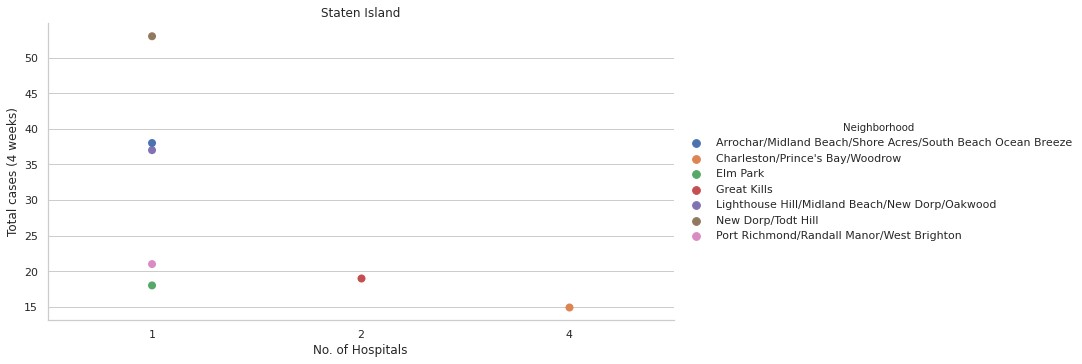 Staten Island
Total cases (4 weeks)
50
45
40
35
30
25
20
15
1
2
4
No. of Hospitals
Neighborhood
Arrochar/Midland Beach/Shore Acres/South Beach Ocean Breeze
Charleston/Prince's Bay/Woodrow
Elm Park
Great Kills
Lighthouse Hill/Midland Beach/New Dorp/Oakwood
New Dorp/Todt Hill
Port Richmond/Randall Manor/West Brighton